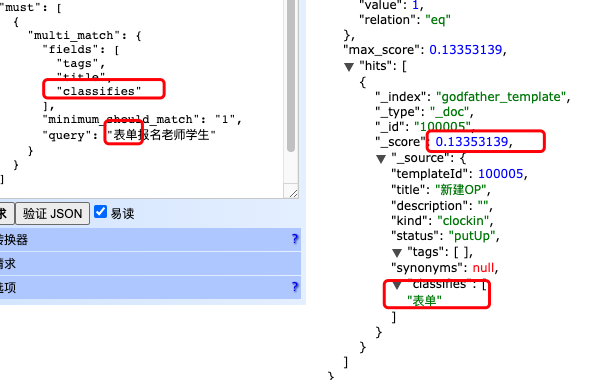 "must": [
{
"multi_match": {
"fields": [
"tags",
"title",
"classifies"
],
"minimum_should_match": "1",
"query": "表单报名老师学生"
}
}
]
求
验证 JSON
易读
转换器
?
请求
?
选项
?
"value": 1,
"relation": "eq"
},
"max_score": 0.13353139,
"hits": [
{
"_index": "godfather_template",
"_type": "_doc",
"_id": "100005",
"_score": 0.13353139,
"_source": {
"templateId": 100005,
"title": "新建OP",
"description": "",
"kind": "clockin",
"status": "putUp",
"tags": [ ],
"synonyms": null,
"classifies": [
"表单"
]
}
}
]
}